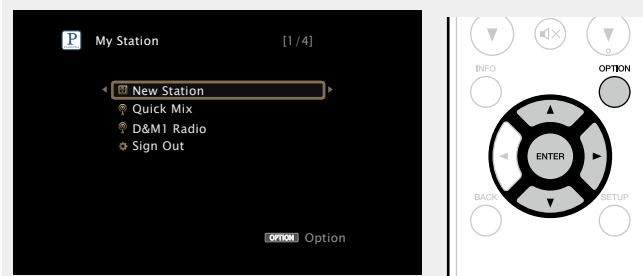 P
PANDORA
My Station [1/4]
New Station
Quick Mix
D&M1 Radio
Sign Out
OPTION Option
INFO OPTION
ENTER
BACK SETUP